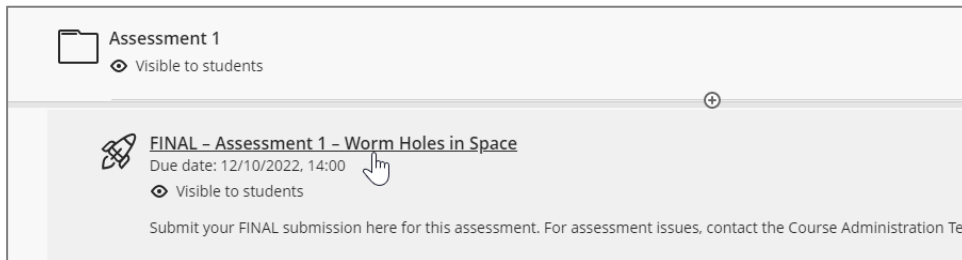 Assessment 1
Visible to students
FINAL – Assessment 1 – Worm Holes in Space
Due date: 12/10/2022, 14:00
Visible to students
Submit your FINAL submission here for this assessment. For assessment issues, contact the Course Administration